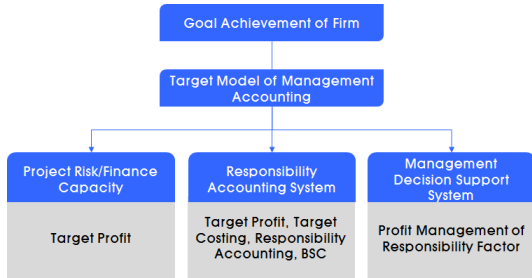 Goal Achievement of Firm
Target Model of Management
Accounting
Project Risk/Finance
Capacity
Target Profit
Responsibility
Accounting System
Target Profit, Target
Costing, Responsibility
Accounting, BSC
Management
Decision Support
System
Profit Management of
Responsibility Factor